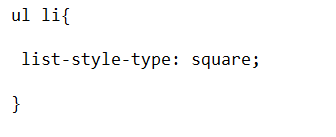 ul li{
list-style-type: square;
}